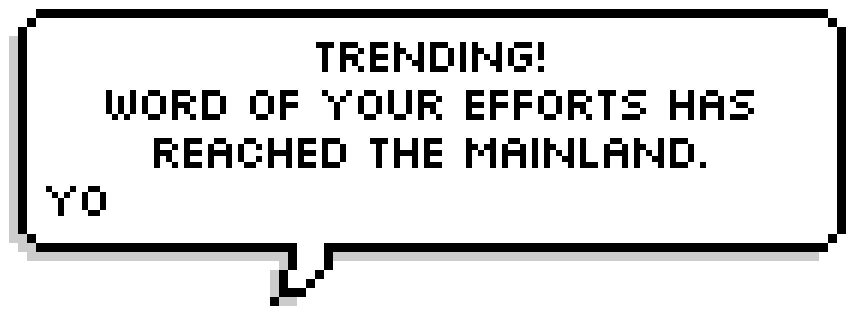 TRENDING!
WORD OF YOUR EFFORTS HAS
REACHED THE MAINLAND.
YO